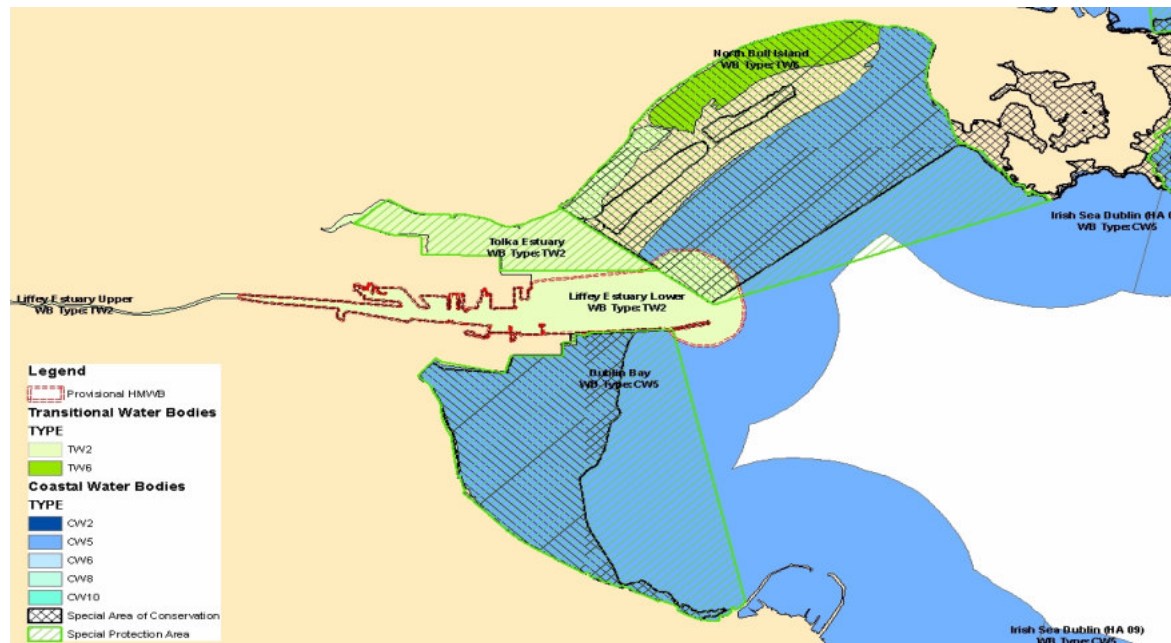 North Bull Island
WB Type: TW6
Irish Sea Dublin (HA 0
WB Type: CW5
Tolka Estuary
WB Type: TW2
Liffey Estuary Upper
WB Type: TW2
Liffey Estuary Lower
WB Type: TW2
Dublin Bay
WB Type: CW5
Legend
Provisional HMWB
Transitional Water Bodies
TYPE
TW2
TW6
Coastal Water Bodies
TYPE
CW2
CW5
CW6
CW8
CW10
Special Area of Conservation
Special Protection Area
Irish Sea Dublin (HA 09)
WB Type: CW5